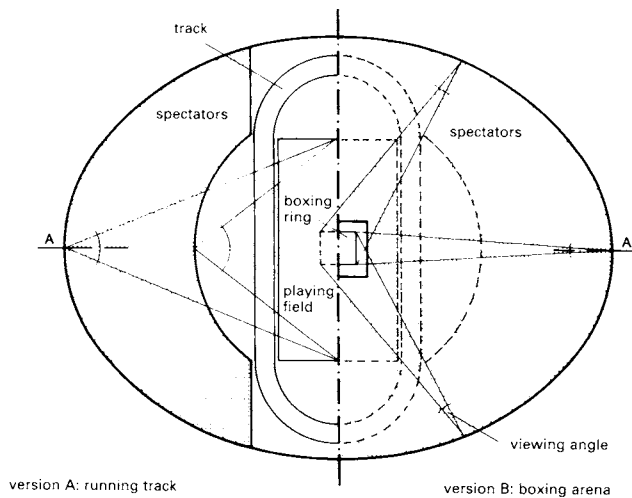 track
spectators
spectators
boxing
ring
A
A
playing
field
viewing angle
version A: running track
version B: boxing arena